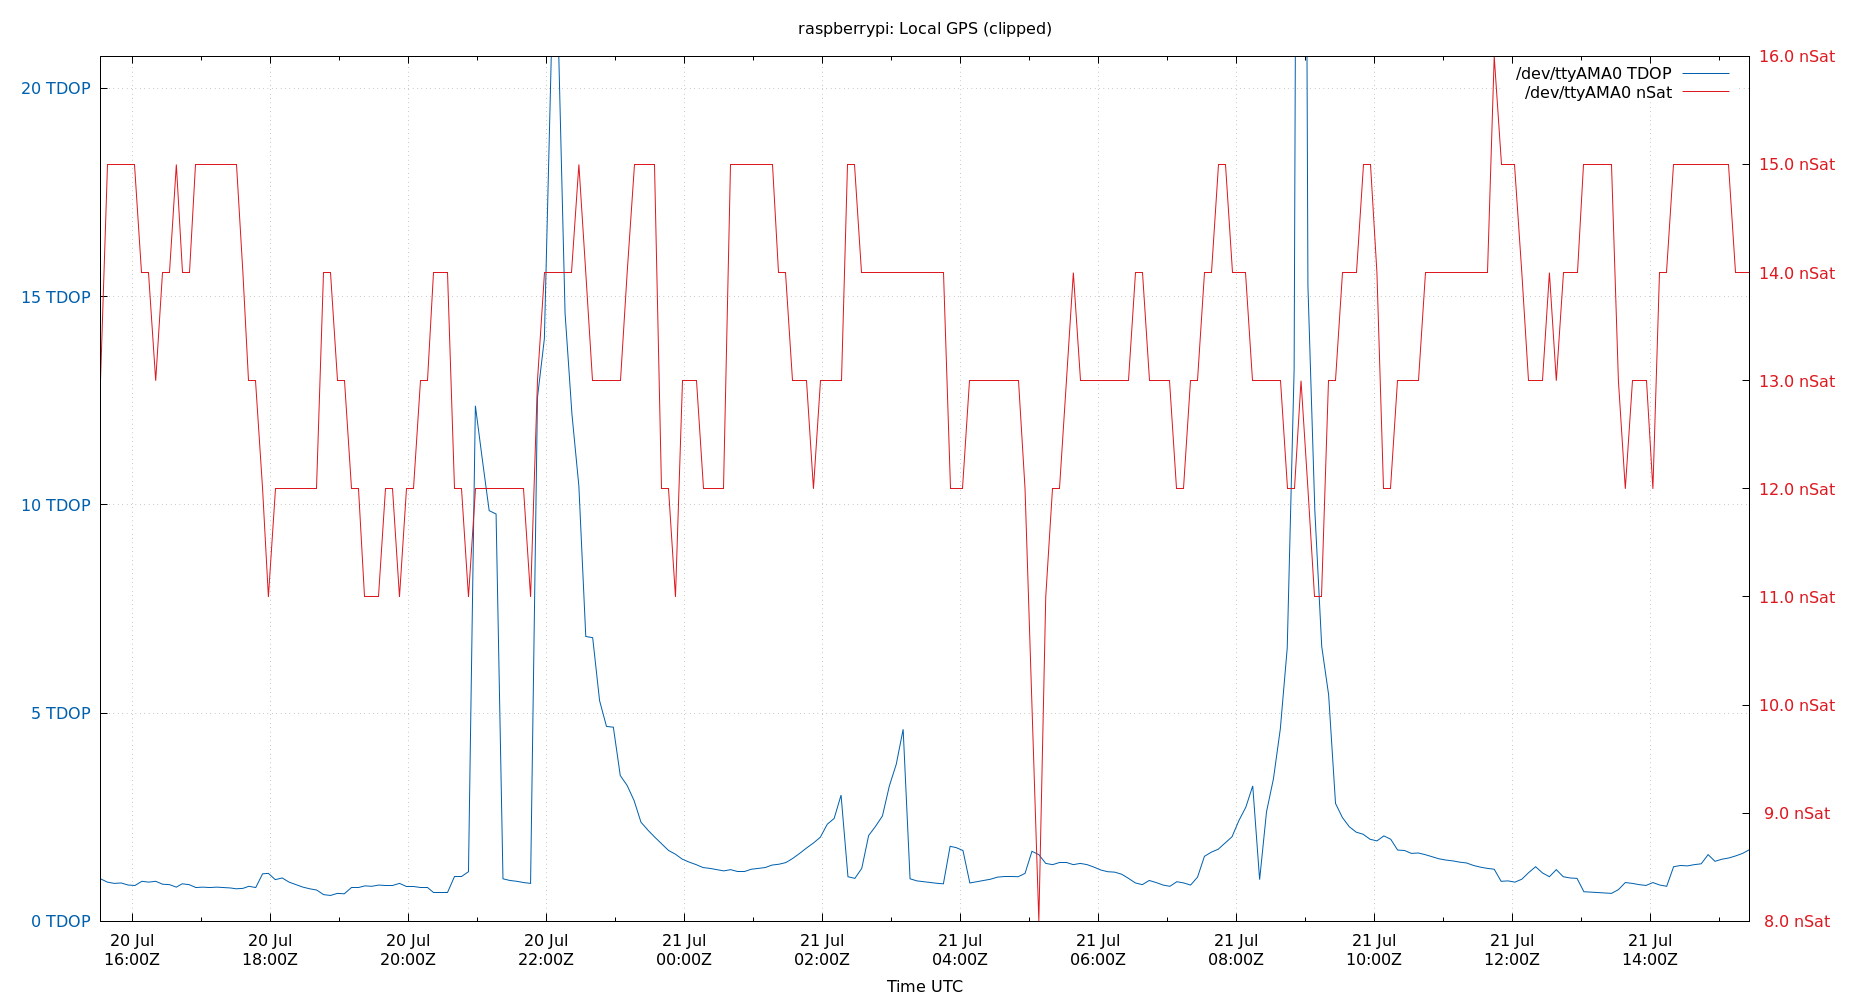 raspberrypi: Local GPS (clipped)
/dev/ttyAMA0 TDOP
/dev/ttyAMA0 nSat
20 TDOP
15 TDOP
10 TDOP
5 TDOP
0 TDOP
16.0 nSat
15.0 nSat
14.0 nSat
13.0 nSat
12.0 nSat
11.0 nSat
10.0 nSat
9.0 nSat
8.0 nSat
20 Jul
16:00Z
20 Jul
18:00Z
20 Jul
20:00Z
20 Jul
22:00Z
21 Jul
00:00Z
21 Jul
02:00Z
21 Jul
04:00Z
21 Jul
06:00Z
21 Jul
08:00Z
21 Jul
10:00Z
21 Jul
12:00Z
21 Jul
14:00Z
Time UTC